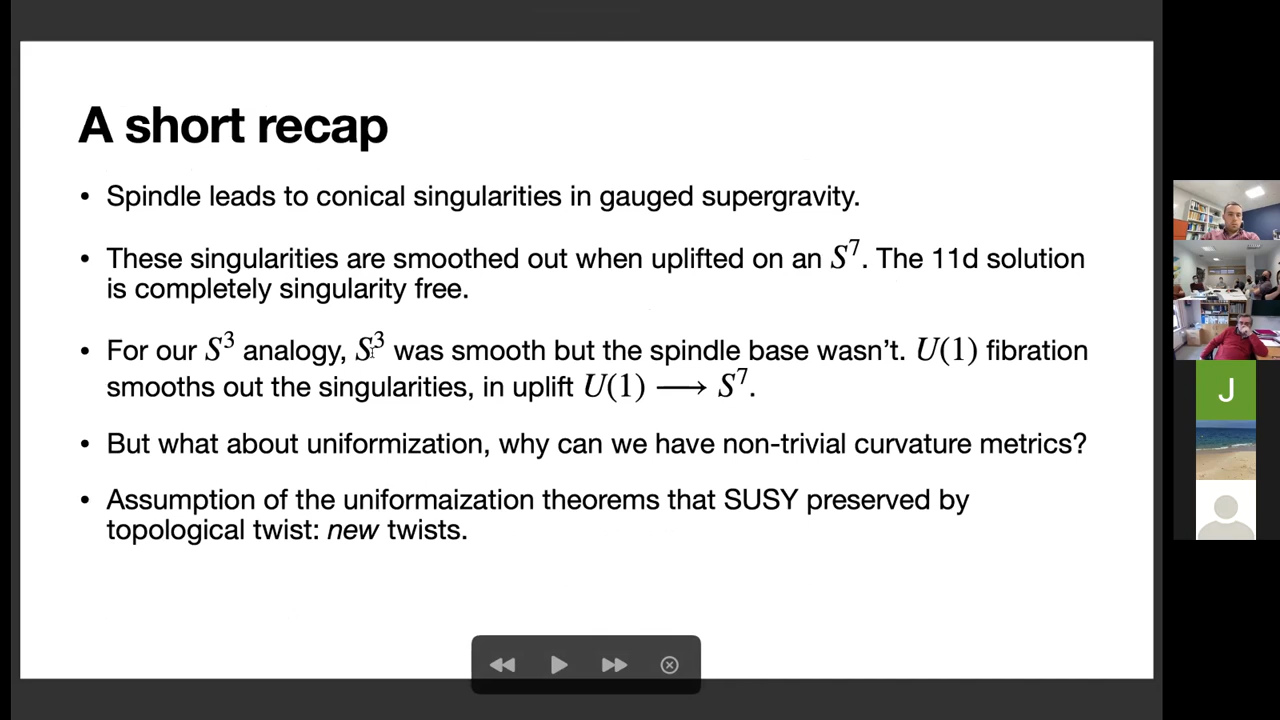 A short recap
• Spindle leads to conical singularities in gauged supergravity.
• These singularities are smoothed out when uplifted on an S⁷. The 11d solution
is completely singularity free.
• For our S³ analogy, S³ was smooth but the spindle base wasn't. U(1) fibration
smooths out the singularities, in uplift U(1) ⟶ S⁷.
• But what about uniformization, why can we have non-trivial curvature metrics?
• Assumption of the uniformaization theorems that SUSY preserved by
topological twist: new twists.
J